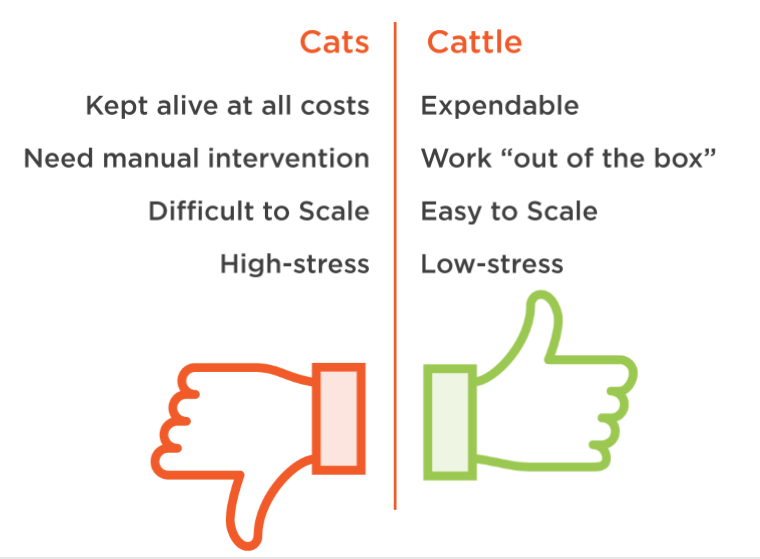 Cats
Kept alive at all costs
Need manual intervention
Difficult to Scale
High-stress
Cattle
Expendable
Work “out of the box”
Easy to Scale
Low-stress